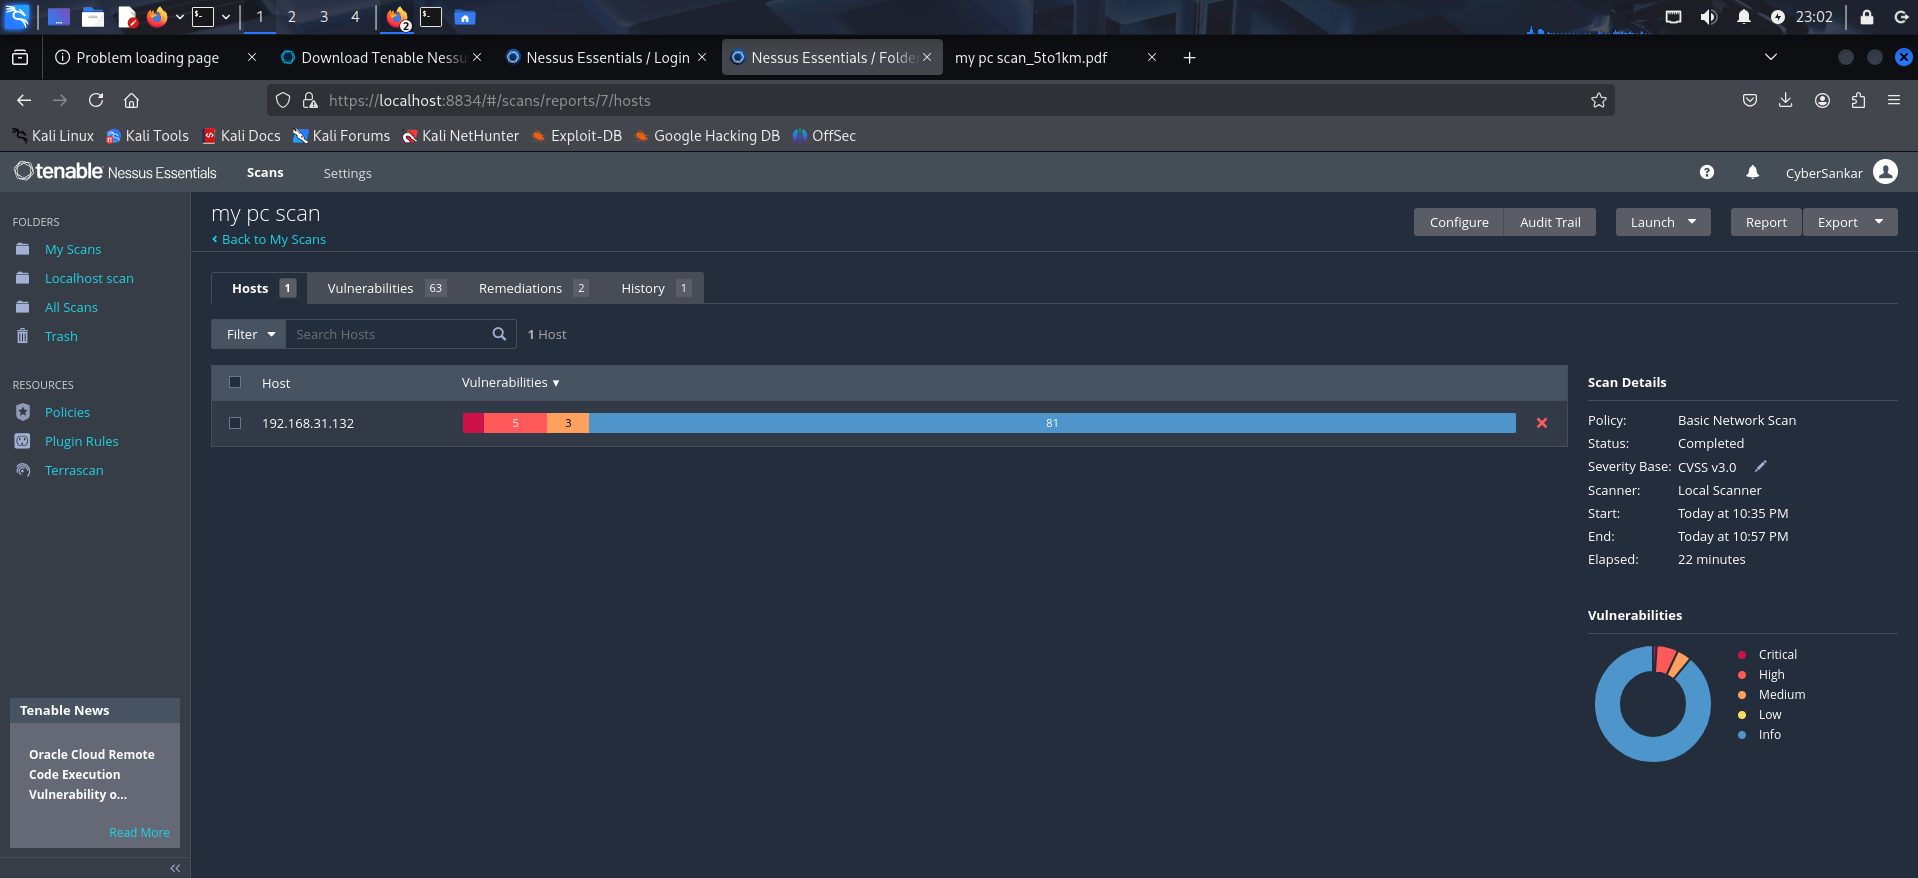 1 2 3 4 2 23:02
Problem loading page Download Tenable Nessu Nessus Essentials / Login Nessus Essentials / Folde my pc scan_5to1km.pdf
https://localhost:8834/#/scans/reports/7/hosts
Kali Linux Kali Tools Kali Docs Kali Forums Kali NetHunter Exploit-DB Google Hacking DB OffSec
tenable Nessus Essentials Scans Settings CyberSankar
FOLDERS
My Scans
Localhost scan
All Scans
Trash
RESOURCES
Policies
Plugin Rules
Terrascan
Tenable News
Oracle Cloud Remote
Code Execution
Vulnerability o...
Read More
my pc scan
Back to My Scans
Configure Audit Trail Launch Report Export
Hosts 1 Vulnerabilities 63 Remediations 2 History 1
Filter Search Hosts 1 Host
Host Vulnerabilities
192.168.31.132 5 3 81
Scan Details
Policy: Basic Network Scan
Status: Completed
Severity Base: CVSS v3.0
Scanner: Local Scanner
Start: Today at 10:35 PM
End: Today at 10:57 PM
Elapsed: 22 minutes
Vulnerabilities
Critical
High
Medium
Low
Info